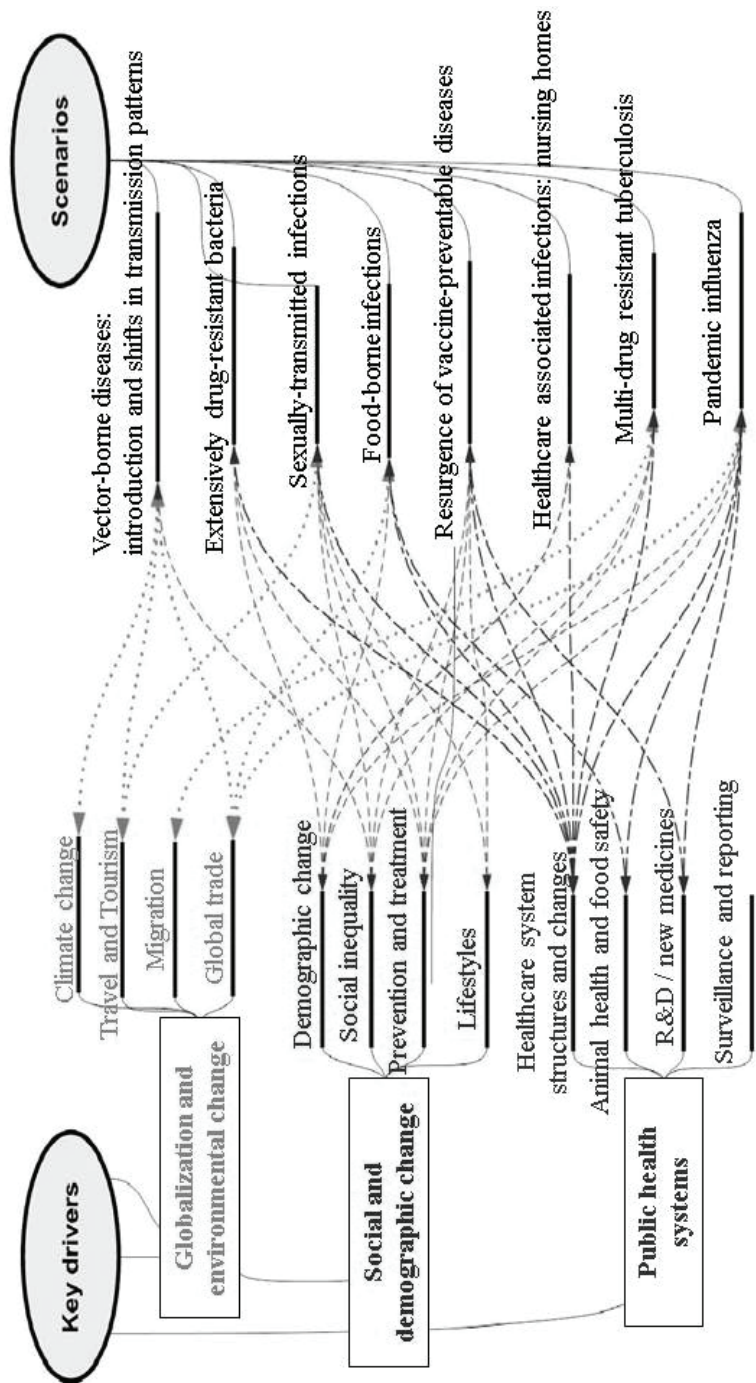 Key drivers
Globalization and
environmental change
Climate change
Travel and Tourism
Migration
Global trade
Social and
demographic change
Demographic change
Social inequality
Prevention and treatment
Lifestyles
Public health
systems
Healthcare system
structures and changes
Animal health and food safety
R&D / new medicines
Surveillance and reporting
Scenarios
Vector-borne diseases:
introduction and shifts in transmission patterns
Extensively drug-resistant bacteria
Sexually-transmitted infections
Food-borne infections
Resurgence of vaccine-preventable diseases
Healthcare associated infections: nursing homes
Multi-drug resistant tuberculosis
Pandemic influenza